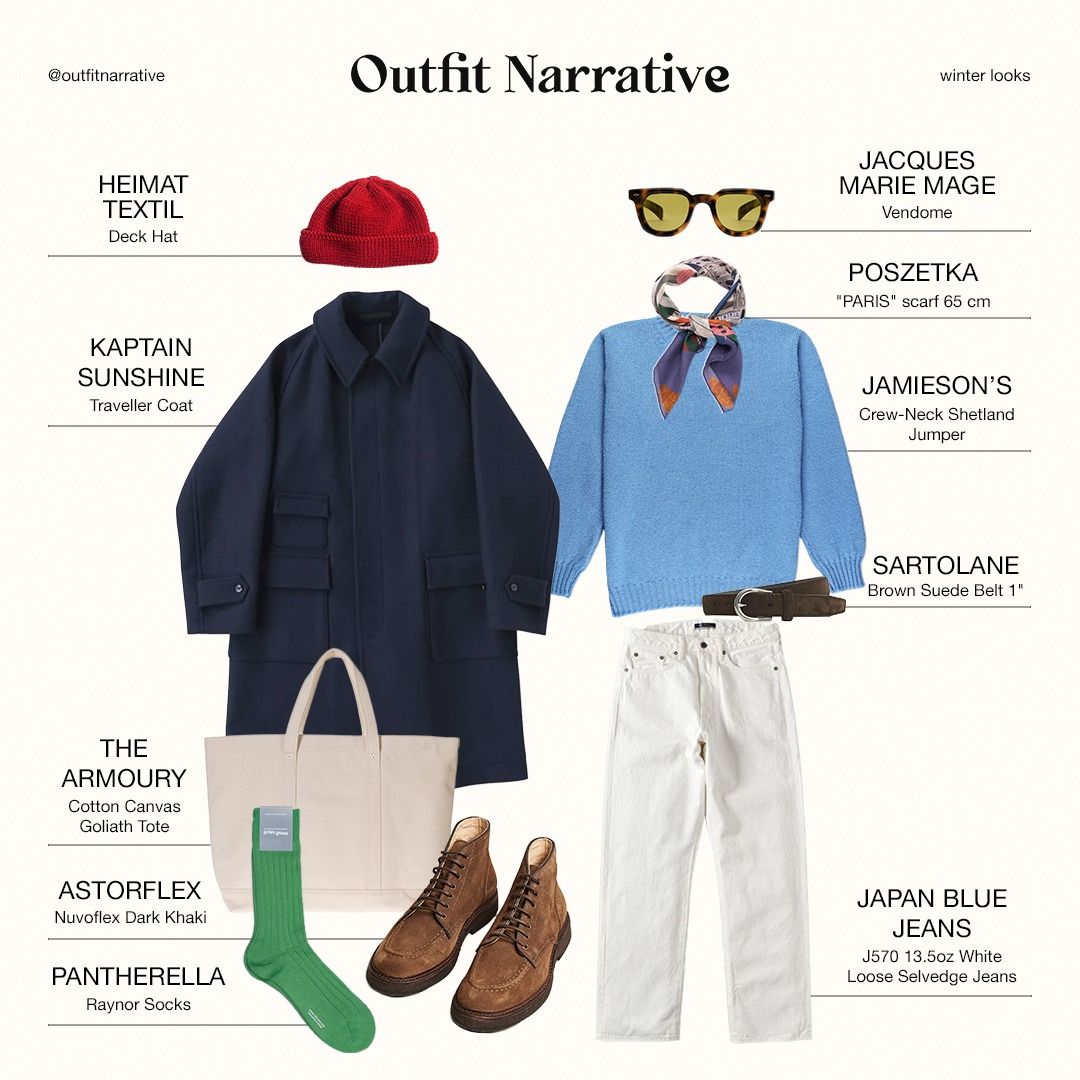 @outfitnarrative
Outfit Narrative
winter looks
HEIMAT
TEXTIL
Deck Hat
KAPTAIN
SUNSHINE
Traveller Coat
THE
ARMOURY
Cotton Canvas
Goliath Tote
ASTORFLEX
Nuvoflex Dark Khaki
PANTHERELLA
Raynor Socks
JACQUES
MARIE MAGE
Vendome
POSZETKA
"PARIS" scarf 65 cm
JAMIESON’S
Crew-Neck Shetland
Jumper
SARTOLANE
Brown Suede Belt 1"
JAPAN BLUE
JEANS
J570 13.5oz White
Loose Selvedge Jeans